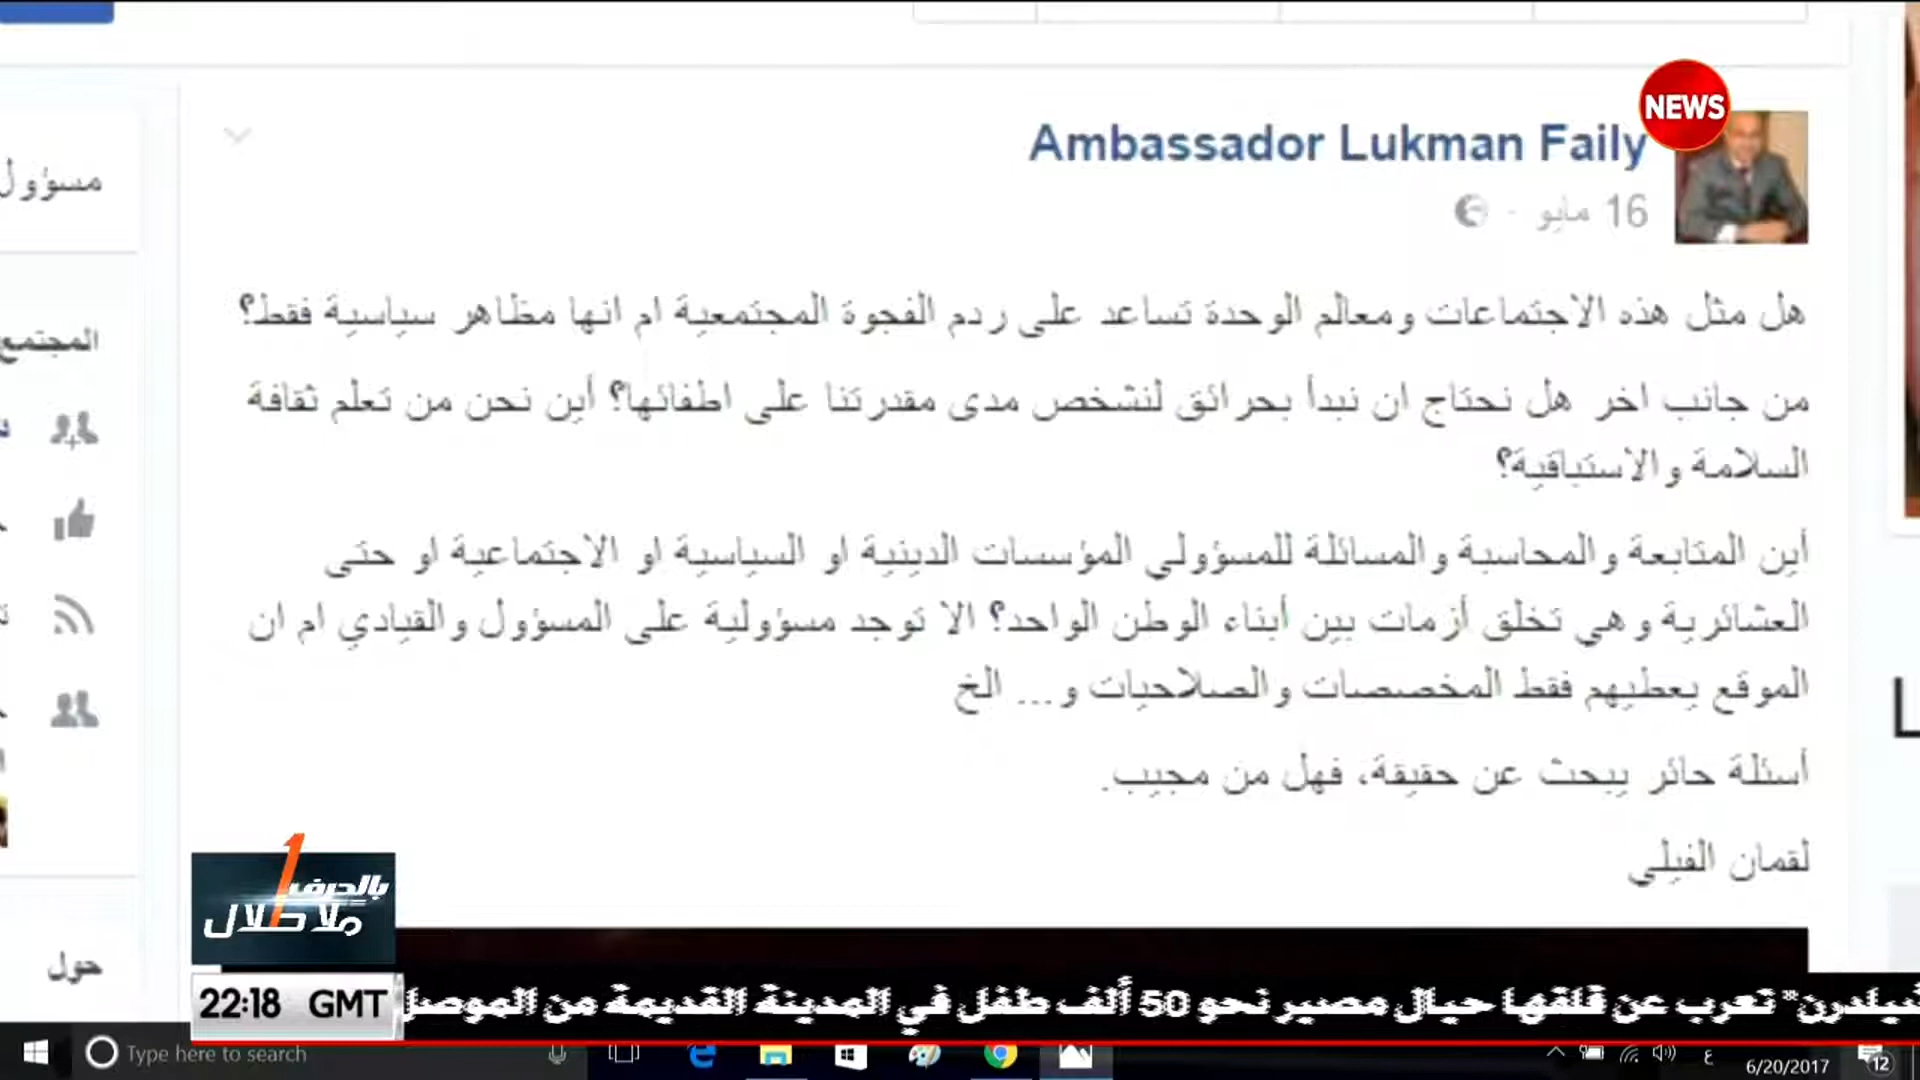 NEWS
Ambassador Lukman Faily
16 مايو ·
هل مثل هذه الاجتماعات ومعالم الوحدة تساعد على ردم الفجوة المجتمعية ام انها مظاهر سياسية فقط؟
من جانب اخر هل نحتاج ان نبدأ بحرائق لنشخص مدى مقدرتنا على اطفائها؟ أين نحن من تعلم ثقافة
السلامة والاستباقية؟
أين المتابعة والمحاسبة والمسائلة للمسؤولي المؤسسات الدينية او السياسية او الاجتماعية او حتى
العشائرية وهي تخلق أزمات بين أبناء الوطن الواحد؟ الا توجد مسؤولية على المسؤول والقيادي ام ان
الموقع يعطيهم فقط المخصصات والصلاحيات و... الخ
أسئلة حائر يبحث عن حقيقة، فهل من مجيب.
لقمان الفيلي
مسؤول
المجتمع
حول
بالحرف
1
22:18 GMT
تعرب عن قلقها حيال مصير نحو 50 ألف طفل في المدينة القديمة من الموصل
Type here to search
ع
6/20/2017
12